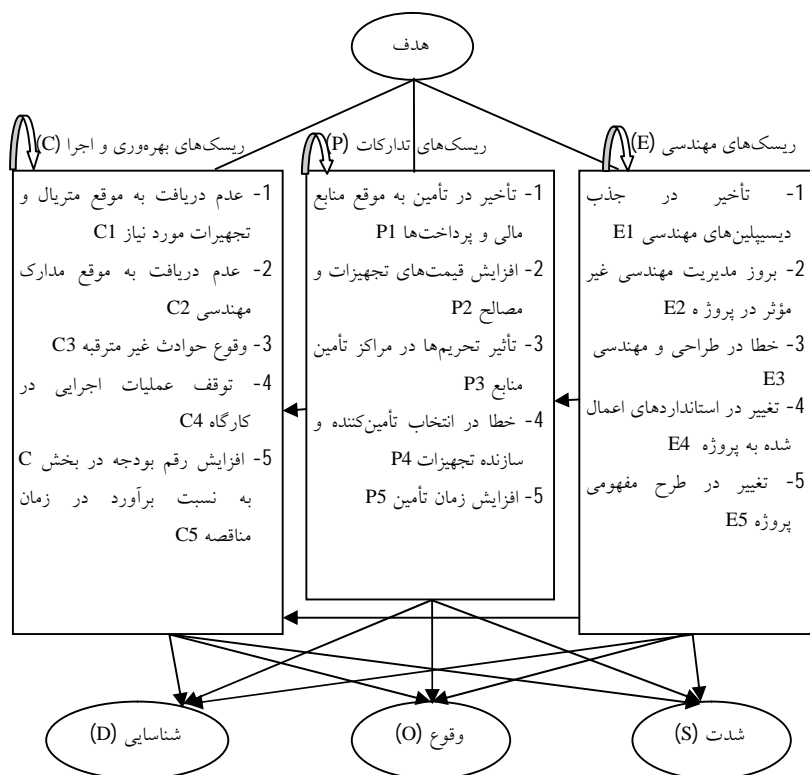 هدف
ریسک‌های مهندسی (E)
1- تأخیر در جذب
دیسیپلین‌های مهندسی E1
2- بروز مدیریت مهندسی غیر
مؤثر در پروژ ه E2
3- خطا در طراحی و مهندسی
E3
4- تغییر در استانداردهای اعمال
شده به پروژه E4
5- تغییر در طرح مفهومی
پروژه E5
ریسک‌های تدارکات (P)
1- تأخیر در تأمین به موقع منابع
مالی و پرداخت‌ها P1
2- افزایش قیمت‌های تجهیزات و
مصالح P2
3- تأثیر تحریم‌ها در مراکز تأمین
منابع P3
4- خطا در انتخاب تأمین‌کننده و
سازنده تجهیزات P4
5- افزایش زمان تأمین P5
ریسک‌های بهره‌وری و اجرا (C)
1- عدم دریافت به موقع متریال و
تجهیرات مورد نیاز C1
2- عدم دریافت به موقع مدارک
مهندسی C2
3- وقوع حوادث غیر مترقبه C3
4- توقف عملیات اجرایی در
کارگاه C4
5- افزایش رقم بودجه در بخش C
به نسبت برآورد در زمان
مناقصه C5
شدت (S)
وقوع (O)
شناسایی (D)